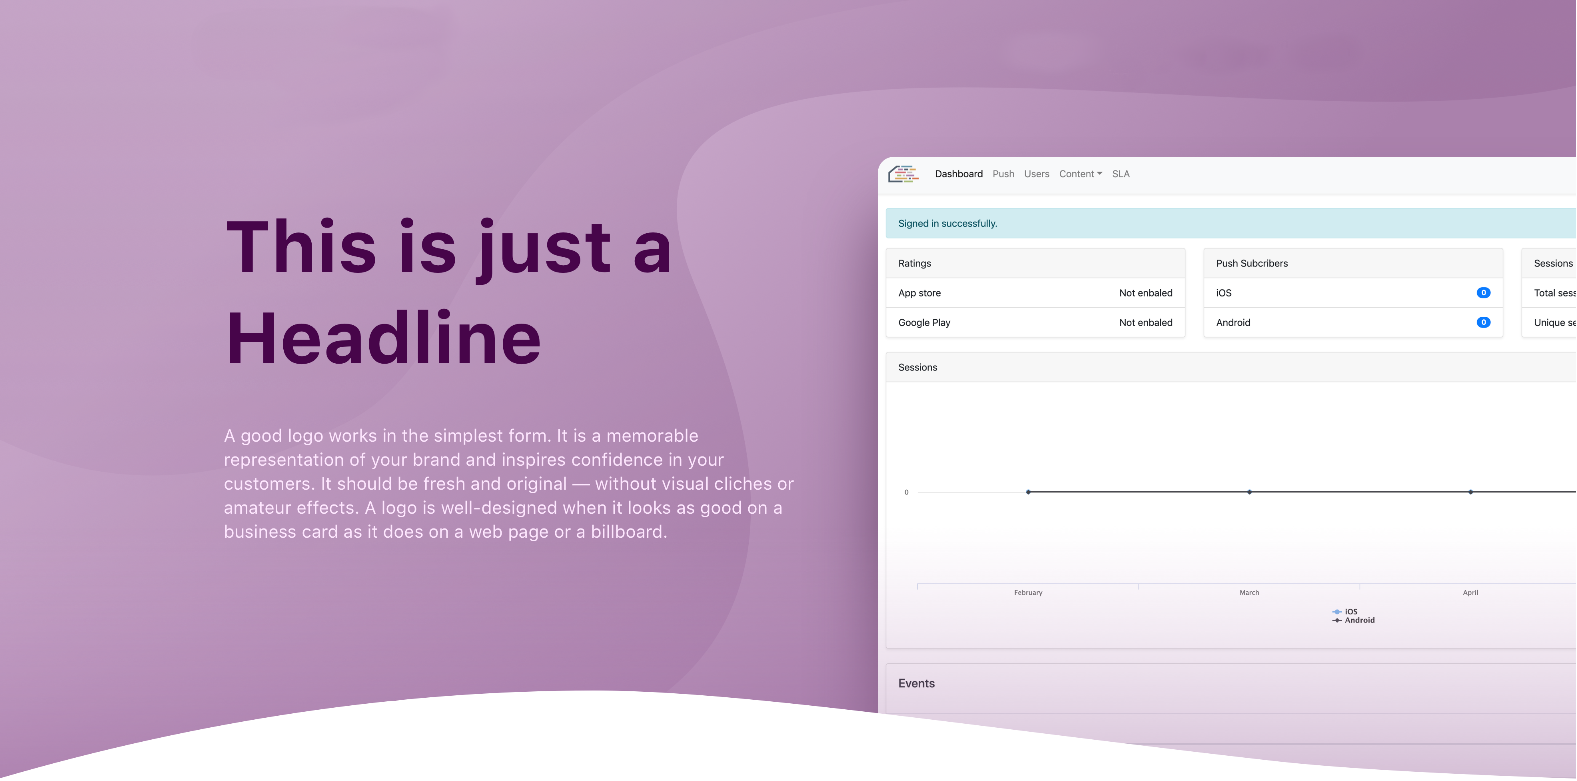 This is just a
Headline
A good logo works in the simplest form. It is a memorable
representation of your brand and inspires confidence in your
customers. It should be fresh and original — without visual cliches or
amateur effects. A logo is well-designed when it looks as good on a
business card as it does on a web page or a billboard.
Dashboard Push Users Content SLA
Signed in successfully.
Ratings
App store Not enbaled
Google Play Not enbaled
Push Subcribers
iOS 0
Android 0
Sessions
Total sess
Unique se
Sessions
0
February March April
iOS
Android
Events